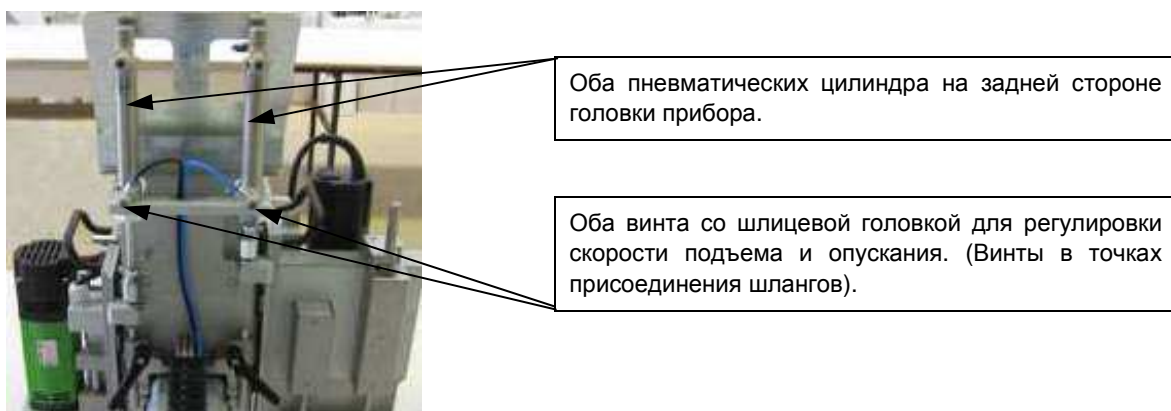 Оба пневматических цилиндра на задней стороне
головки прибора.
Оба винта со шлицевой головкой для регулировки
скорости подъема и опускания. (Винты в точках
присоединения шлангов).